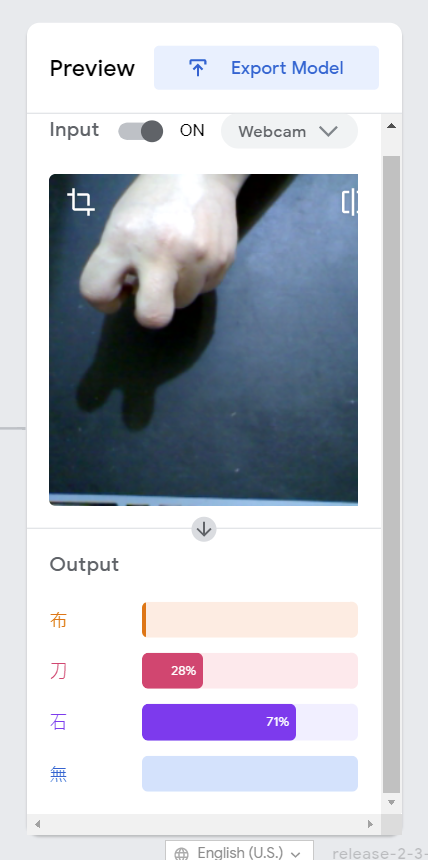 Preview
Export Model
Input ON Webcam
Output
布
刀 28%
石 71%
無
English (U.S.)
release-2-3-